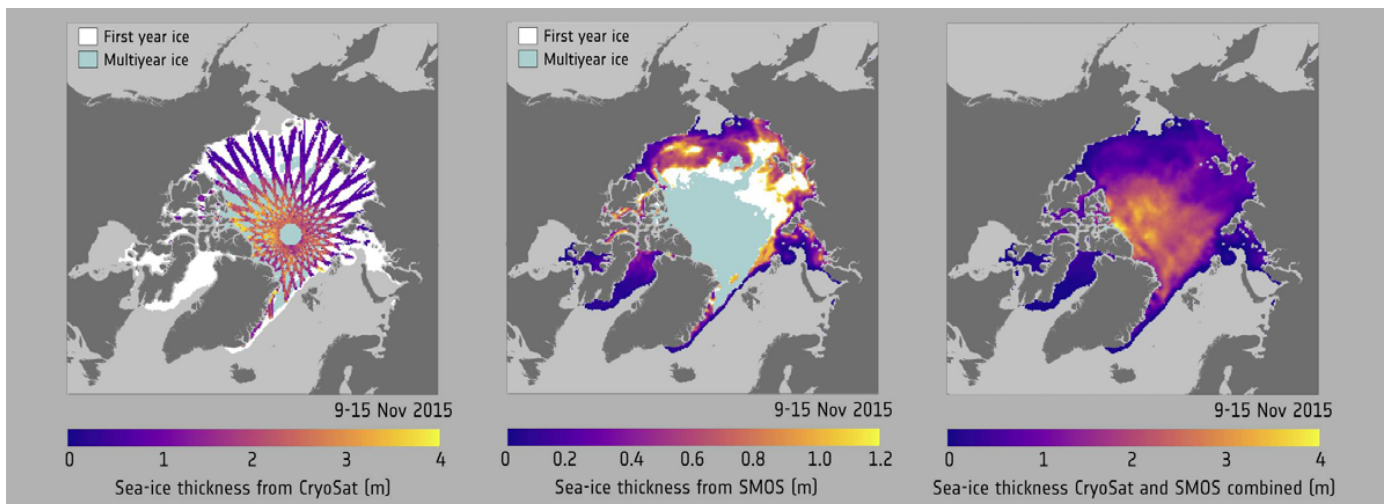 First year ice
Multiyear ice
9-15 Nov 2015
0 1 2 3 4
Sea-ice thickness from CryoSat (m)
First year ice
Multiyear ice
9-15 Nov 2015
0 0.2 0.4 0.6 0.8 1.0 1.2
Sea-ice thickness from SMOS (m)
9-15 Nov 2015
0 1 2 3 4
Sea-ice thickness CryoSat and SMOS combined (m)